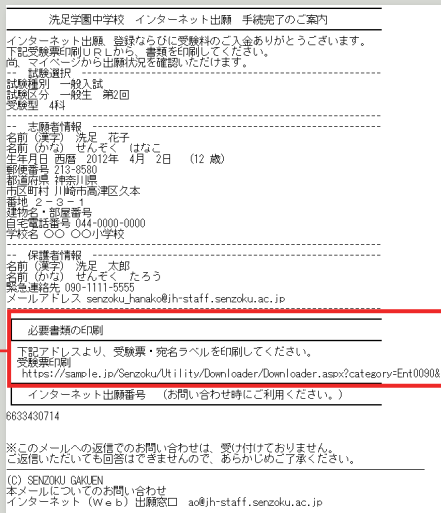 洗足学園中学校　インターネット出願　手続完了のご案内
インターネット出願、登録ならびに受験料のご入金ありがとうございます。
下記受験票印刷ＵＲＬから、書類を印刷してください。
尚、マイページから出願状況を確認いただけます。
-- 試験選択 --
試験種別　一般入試
試験区分　一般生　第2回
受験型　4科
-- 志願者情報 --
名前（漢字）　洗足　花子
名前（かな）　せんぞく　はなこ
生年月日 西暦　2012年　4月　2日　（12 歳）
郵便番号 213-8580
都道府県 神奈川県
市区町村 川崎市高津区久本
番地 ２－３－１
建物名・部屋番号
自宅電話番号 044-0000-0000
学校名 〇〇 〇〇小学校
-- 保護者情報 --
名前（漢字）　洗足　太郎
名前（かな）　せんぞく　たろう
緊急連絡先 090-1111-5555
メールアドレス senzoku_hanako@jh-staff.senzoku.ac.jp
必要書類の印刷
下記アドレスより、受験票・宛名ラベルを印刷してください。
受験票印刷
https://sample.jp/Senzoku/Utility/Downloader/Downloader.aspx?category=Ent0090&
インターネット出願番号　（お問い合わせ時にご利用ください。）
6633430714
※このメールへの返信でのお問い合わせは、受け付けておりません。
ご返信いただいても回答はできませんので、あらかじめご了承ください。
(C) SENZOKU GAKUEN
本メールについてのお問い合わせ
インターネット（Ｗｅｂ）出願窓口　ao@jh-staff.senzoku.ac.jp